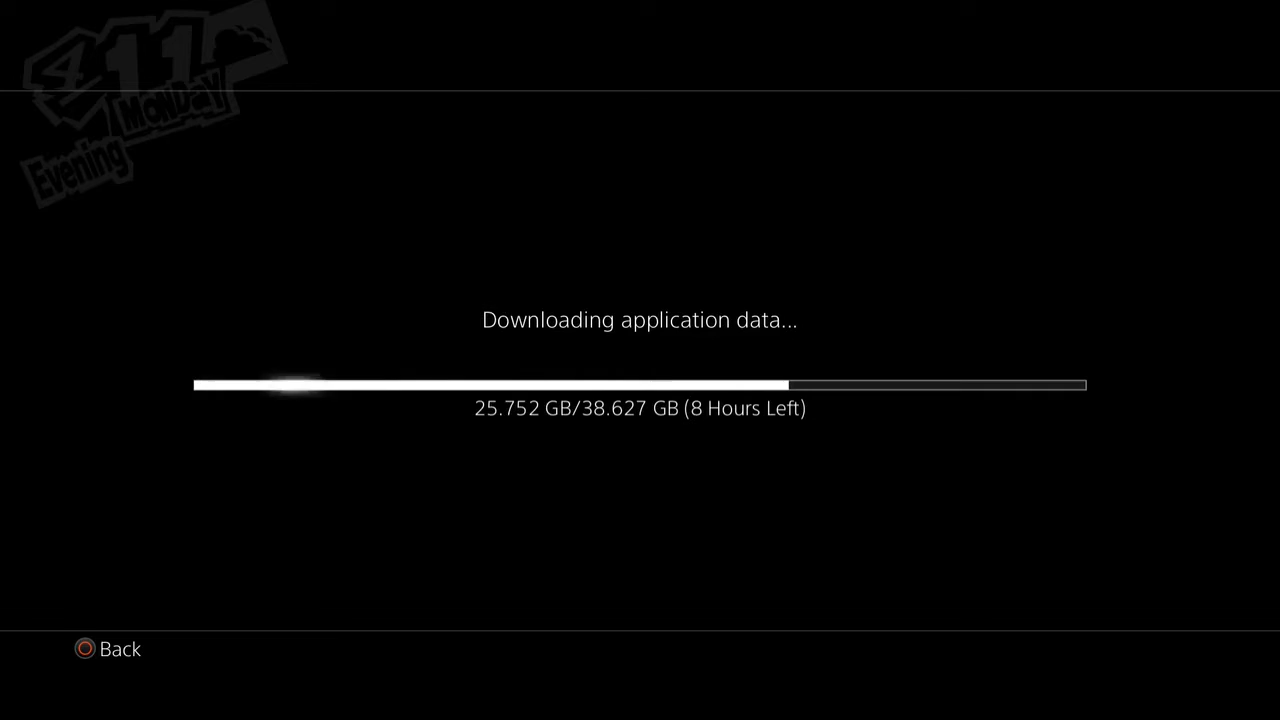 4/11
MONDAY
Evening
Downloading application data...
25.752 GB/38.627 GB (8 Hours Left)
Back